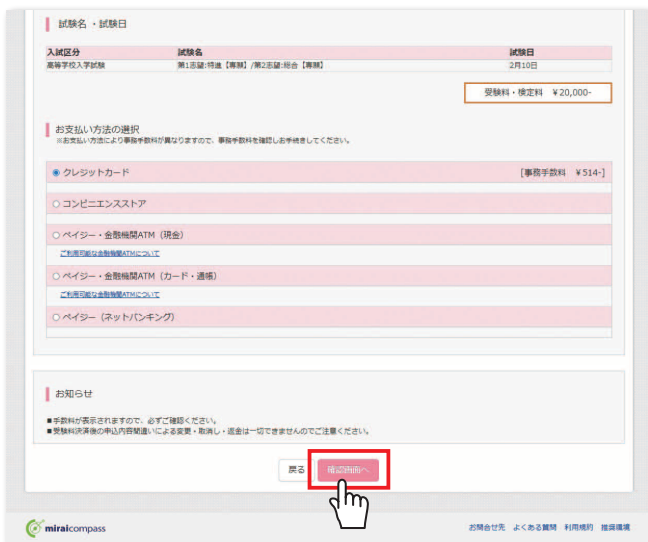 試験名・試験日
入試区分 試験名 試験日
高等学校入学試験 第1志望:特進【専願】/第2志望:総合【専願】 2月10日
受験料・検定料 ¥20,000-
お支払い方法の選択
※お支払い方法により事務手数料が異なりますので、事務手数料を確認しお手続きしてください。
クレジットカード [事務手数料 ¥514-]
コンビニエンスストア
ペイジー・金融機関ATM（現金）
ご利用可能な金融機関ATMについて
ペイジー・金融機関ATM（カード・通帳）
ご利用可能な金融機関ATMについて
ペイジー（ネットバンキング）
お知らせ
■手数料が表示されますので、必ずご確認ください。
■受験料決済後の申込内容間違いによる変更・取消し・返金は一切できませんのでご注意ください。
戻る 確認画面へ
miraicompass お問合せ先 よくある質問 利用規約 推奨環境